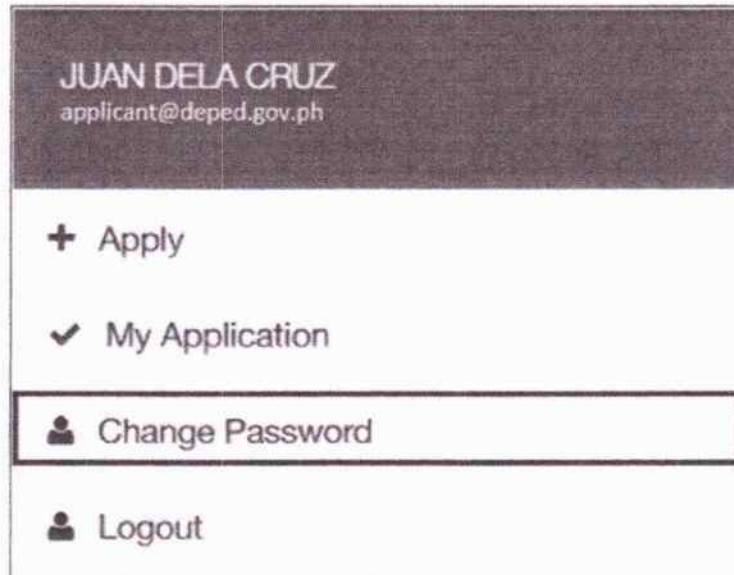 JUAN DELA CRUZ
applicant@deped.gov.ph
Apply
My Application
Change Password
Logout